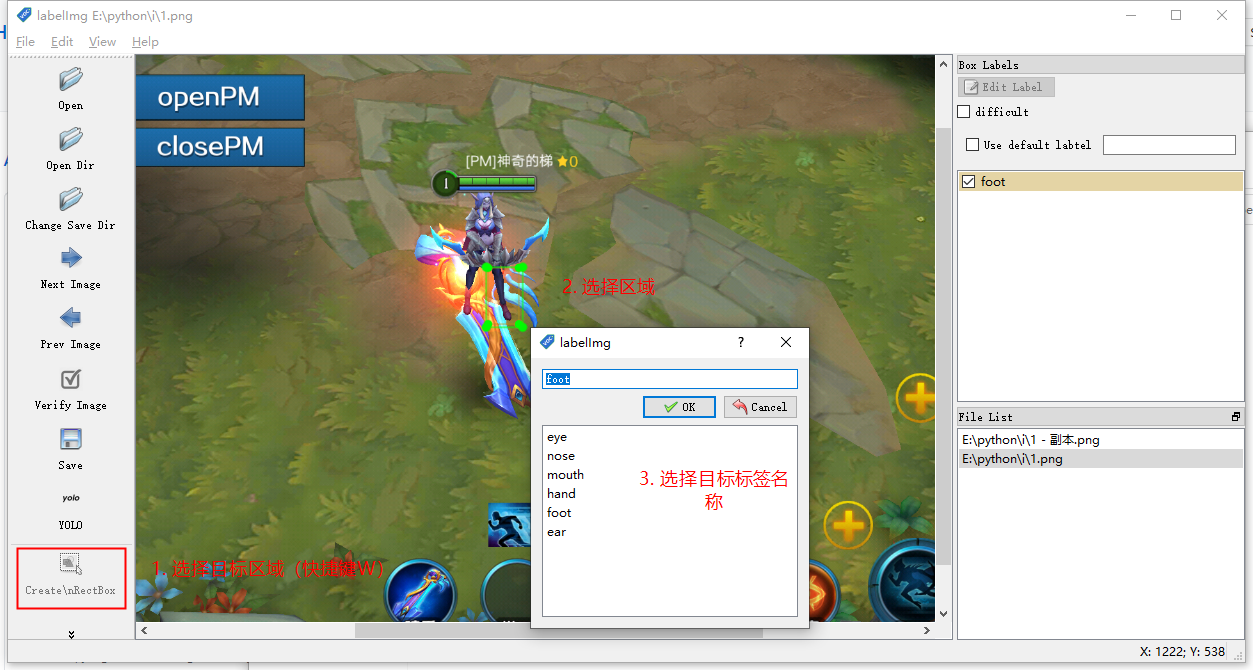 labelImg E:\python\i\1.png
File Edit View Help
Open
Open Dir
Change Save Dir
Next Image
Prev Image
Verify Image
Save
yolo
YOLO
Create\nRectBox
openPM
closePM
[PM]神奇的梯 ★0
1
2. 选择区域
1. 选择目标区域（快捷键W）
labelImg
?
foot
OK
Cancel
eye
nose
mouth
hand
foot
ear
3. 选择目标标签名
称
Box Labels
Edit Label
difficult
Use default labtel
foot
File List
E:\python\i\1 - 副本.png
E:\python\i\1.png
X: 1222; Y: 538